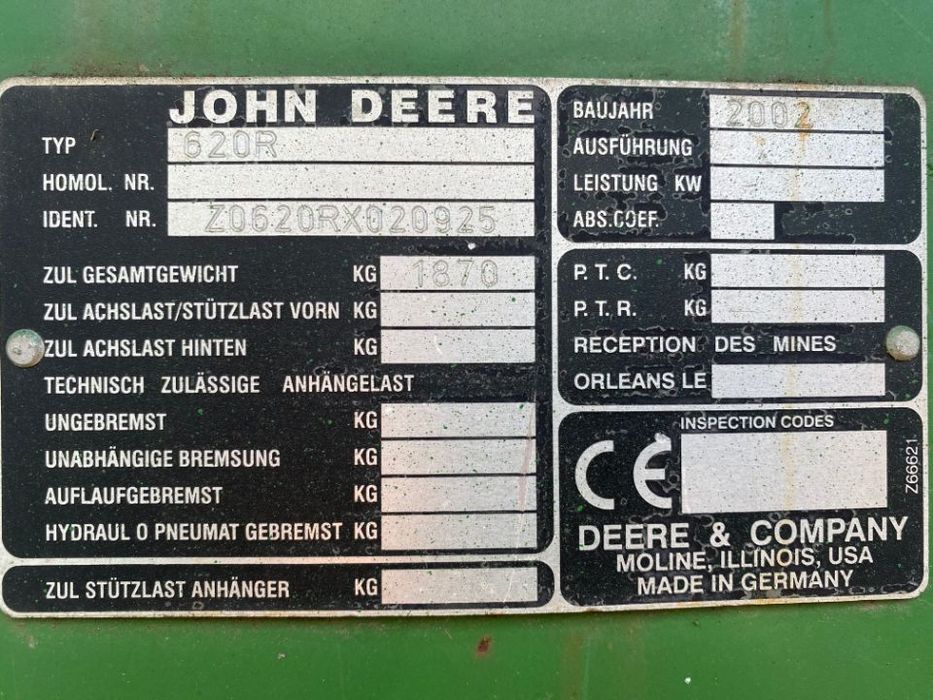 JOHN DEERE
TYP 620R
HOMOL. NR.
IDENT. NR. Z0620RX020925
ZUL GESAMTGEWICHT KG 1870
ZUL ACHSLAST/STÜTZLAST VORN KG
ZUL ACHSLAST HINTEN KG
TECHNISCH ZULÄSSIGE ANHÄNGELAST
UNGEBREMST KG
UNABHÄNGIGE BREMSUNG KG
AUFLAUFGEBREMST KG
HYDRAUL O PNEUMAT GEBREMST KG
ZUL STÜTZLAST ANHÄNGER KG
BAUJAHR 2002
AUSFÜHRUNG
LEISTUNG KW
ABS.COEF.
P.T.C. KG
P.T.R. KG
RECEPTION DES MINES
ORLEANS LE
INSPECTION CODES
CE
DEERE & COMPANY
MOLINE, ILLINOIS, USA
MADE IN GERMANY
Z66621